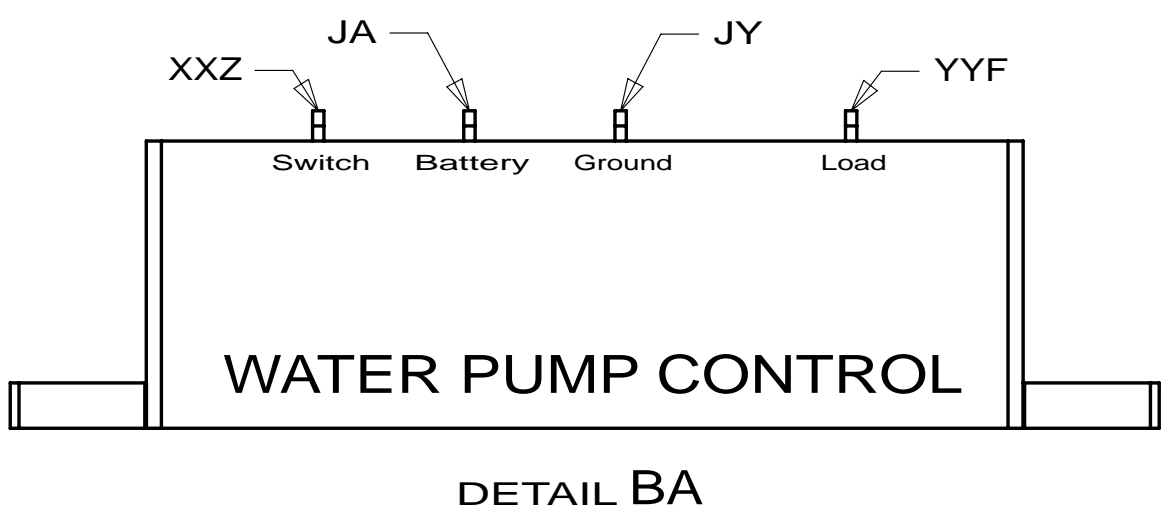 JA JY
XXZ YYF
Switch Battery Ground Load
WATER PUMP CONTROL
DETAIL BA